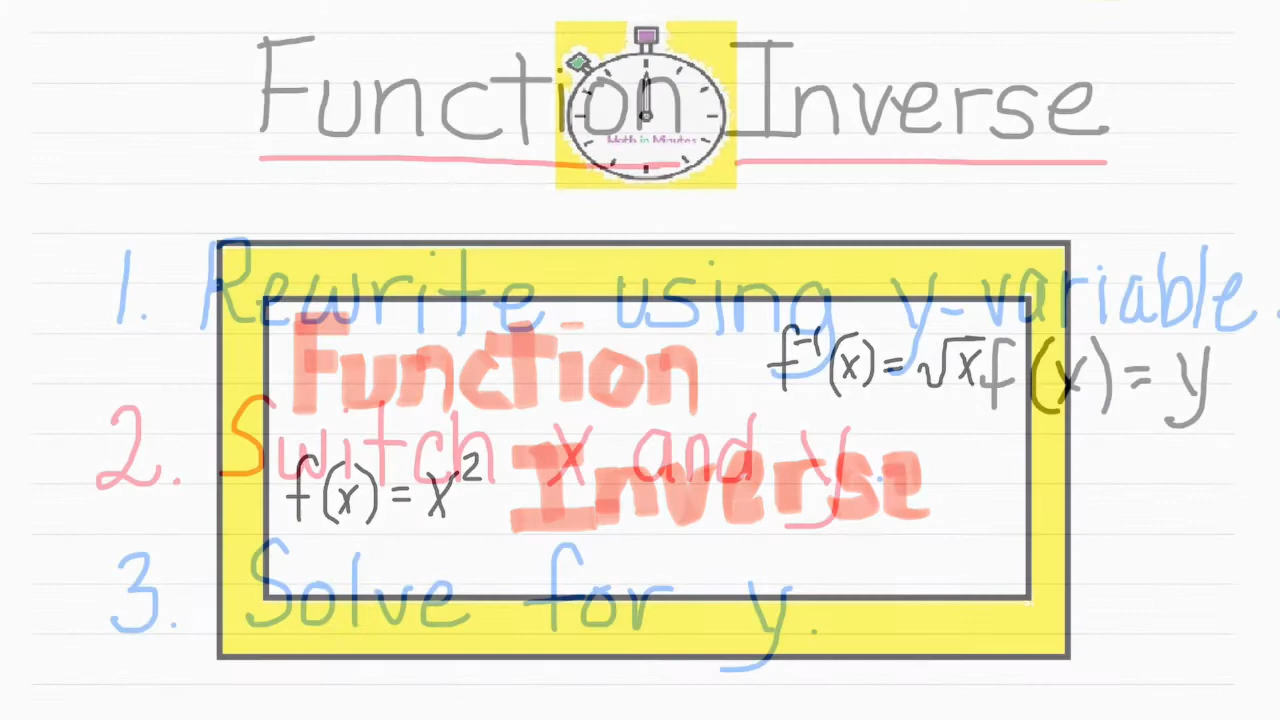 Function Inverse
Math in Minutes
1. Rewrite using y-variable.
Function
f⁻¹(x) = √x
f(x) = y
2. Switch x and y.
f(x) = x²
Inverse
3. Solve for y.